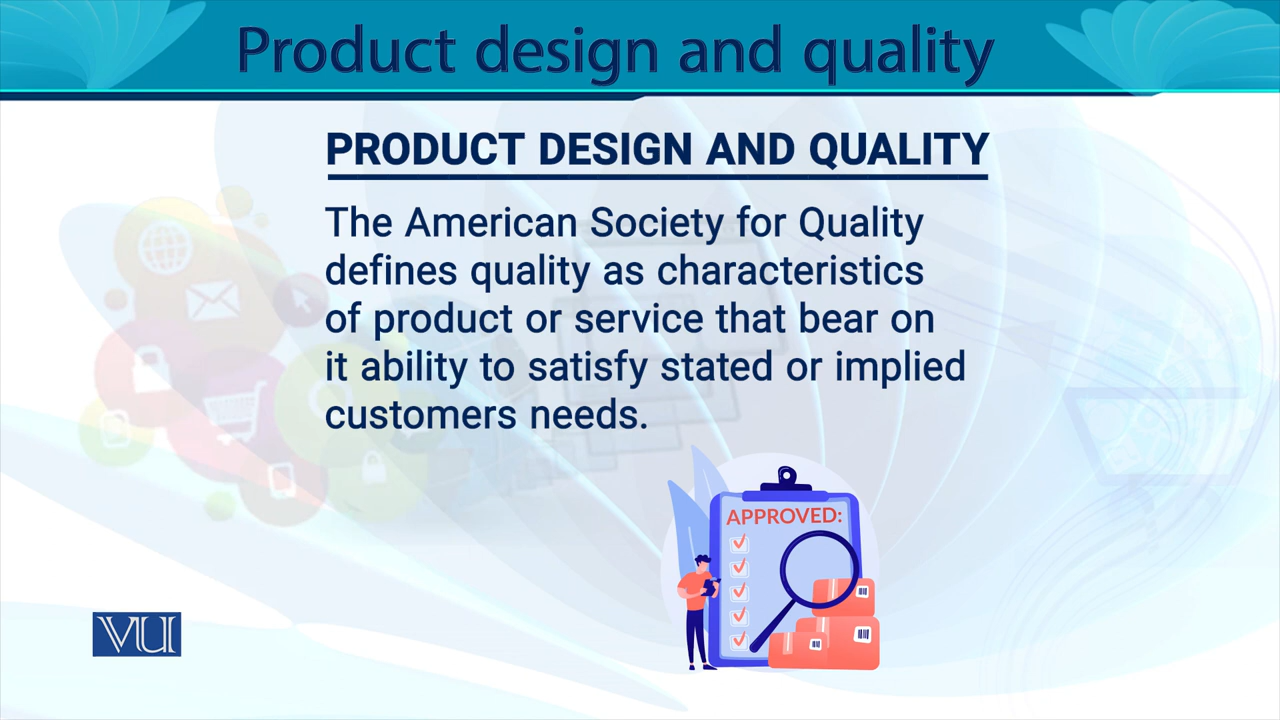 Product design and quality
PRODUCT DESIGN AND QUALITY
The American Society for Quality
defines quality as characteristics
of product or service that bear on
it ability to satisfy stated or implied
customers needs.
APPROVED:
VU